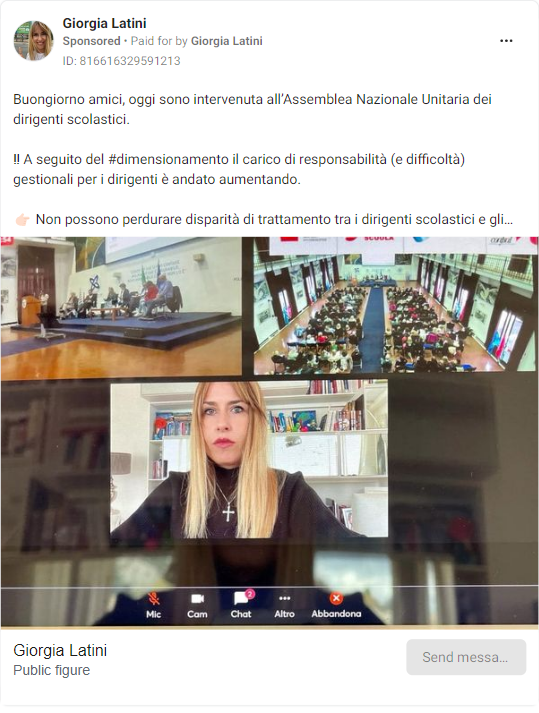 Giorgia Latini
Sponsored • Paid for by Giorgia Latini
ID: 816616329591213
Buongiorno amici, oggi sono intervenuta all'Assemblea Nazionale Unitaria dei
dirigenti scolastici.
‼ A seguito del #dimensionamento il carico di responsabilità (e difficoltà)
gestionali per i dirigenti è andato aumentando.
👉🏻 Non possono perdurare disparità di trattamento tra i dirigenti scolastici e gli...
SCUOLA
Mic
Cam
Chat
2
Altro
Abbandona
Giorgia Latini
Public figure
Send messa...